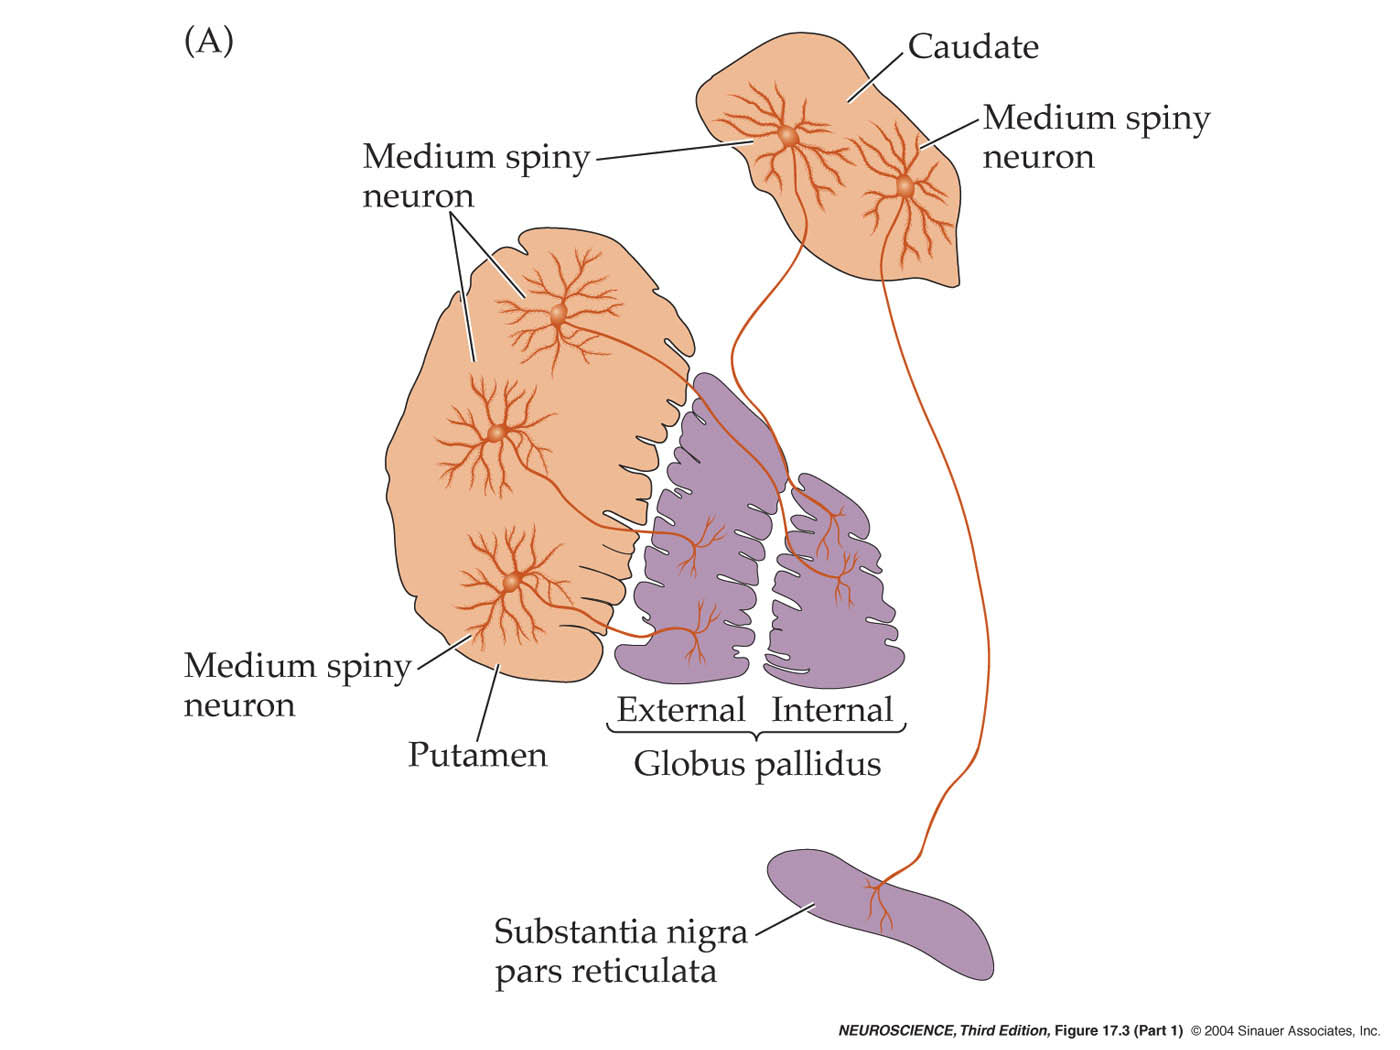 (A)
Caudate
Medium spiny
neuron
Medium spiny
neuron
Medium spiny
neuron
Putamen
External
Internal
Globus pallidus
Substantia nigra
pars reticulata
NEUROSCIENCE, Third Edition, Figure 17.3 (Part 1) © 2004 Sinauer Associates, Inc.